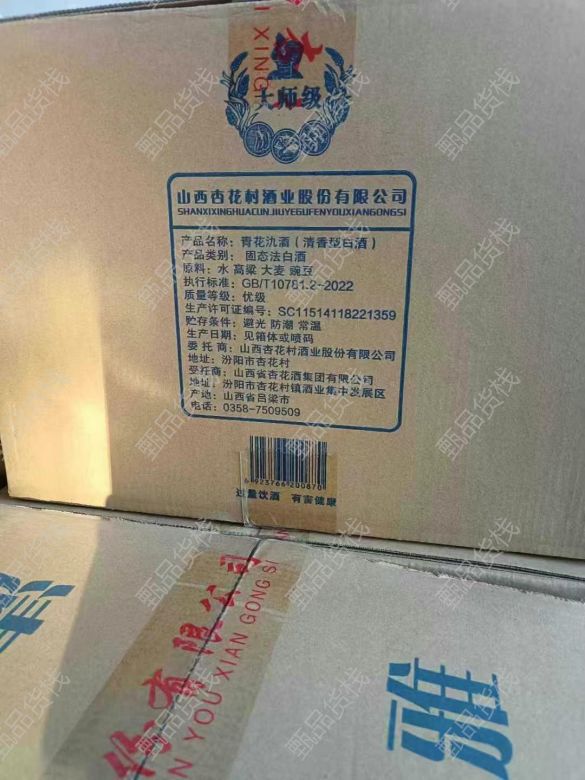 XING
大师级
山西杏花村酒业股份有限公司
SHANXIXINGHUACUNJIUYEGUFENYOUXIANGONGSI
产品名称：青花汾酒（清香型白酒）
产品类别：固态法白酒
原料：水 高粱 大麦 豌豆
执行标准：GB/T10781.2-2022
质量等级：优级
生产许可证编号：SC11514118221359
贮存条件：避光 防潮 常温
生产日期：见箱体或喷码
委托商：山西杏花村酒业股份有限公司
地址：汾阳市杏花村
受托商：山西省杏花酒集团有限公司
地址：汾阳市杏花村镇酒业集中发展区
产地：山西省吕梁市
电话：0358-7509509
6923766200870
过量饮酒 有害健康
份有限公司
N YOU XIAN GONG SI
雅
甄品货栈